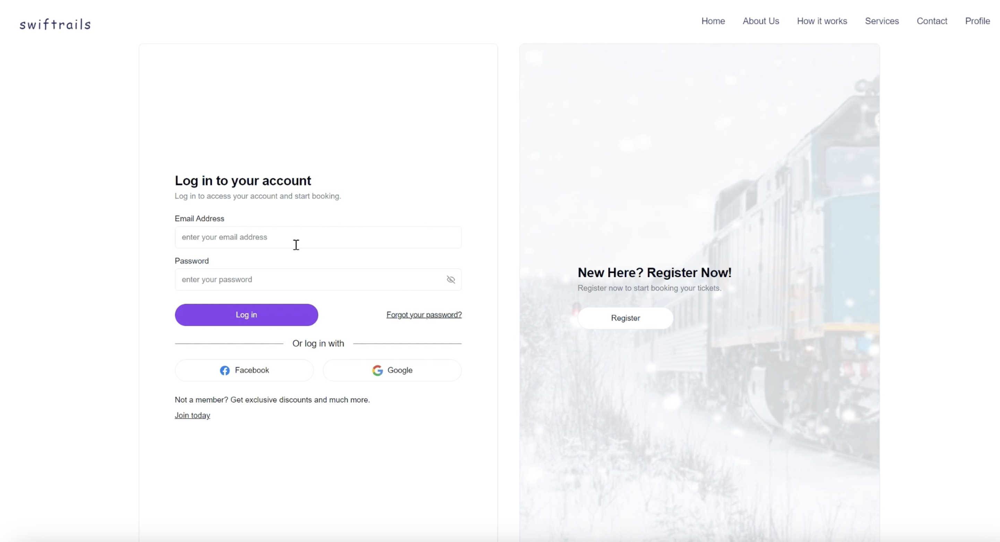 swiftrails
Home About Us How it works Services Contact Profile
Log in to your account
Log in to access your account and start booking.
Email Address
enter your email address
Password
enter your password
Log in Forgot your password?
Or log in with
Facebook Google
Not a member? Get exclusive discounts and much more.
Join today
New Here? Register Now!
Register now to start booking your tickets.
Register